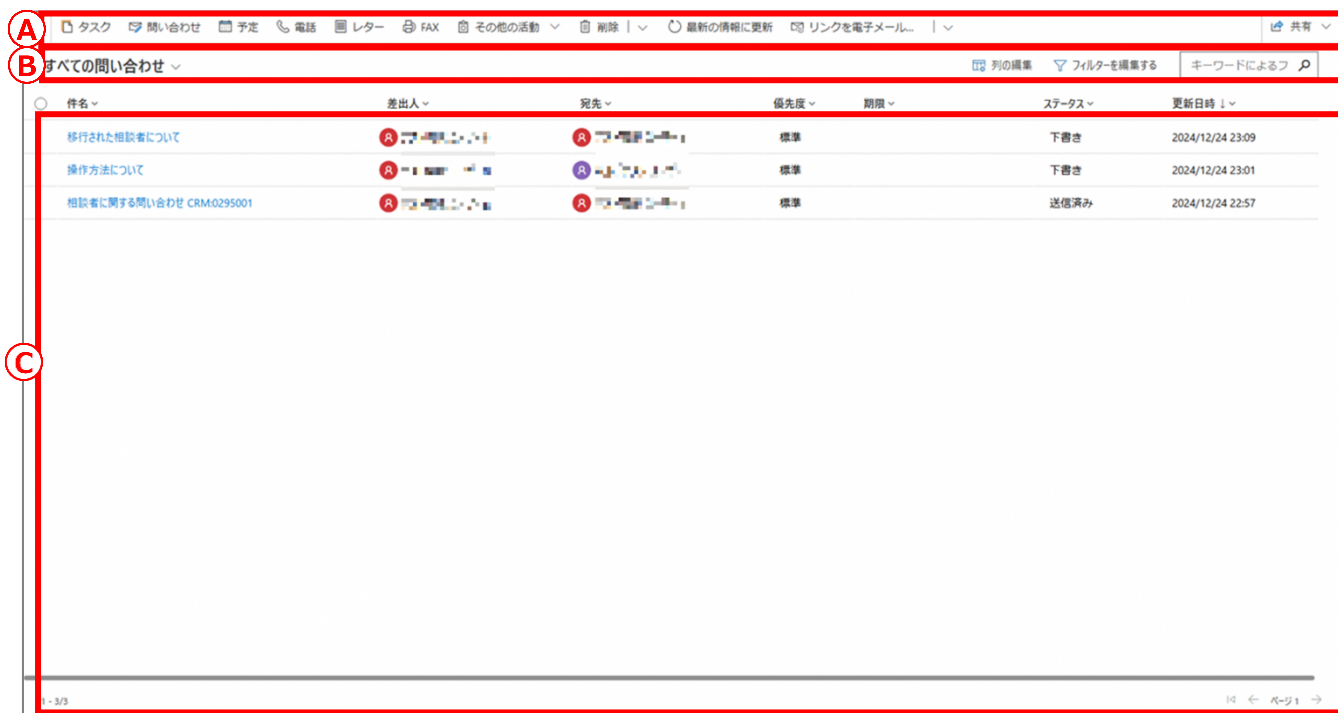 A タスク 問い合わせ 予定 電話 レター FAX その他の活動 削除 最新の情報に更新 リンクを電子メール... 共有
B すべての問い合わせ 列の編集 フィルターを編集する キーワードによるフ
件名 差出人 宛先 優先度 期限 ステータス 更新日時 ↓
移行された相談者について 標準 下書き 2024/12/24 23:09
操作方法について 標準 下書き 2024/12/24 23:01
相談者に関する問い合わせ CRM:0295001 標準 送信済み 2024/12/24 22:57
C
1 - 3/3 ページ 1